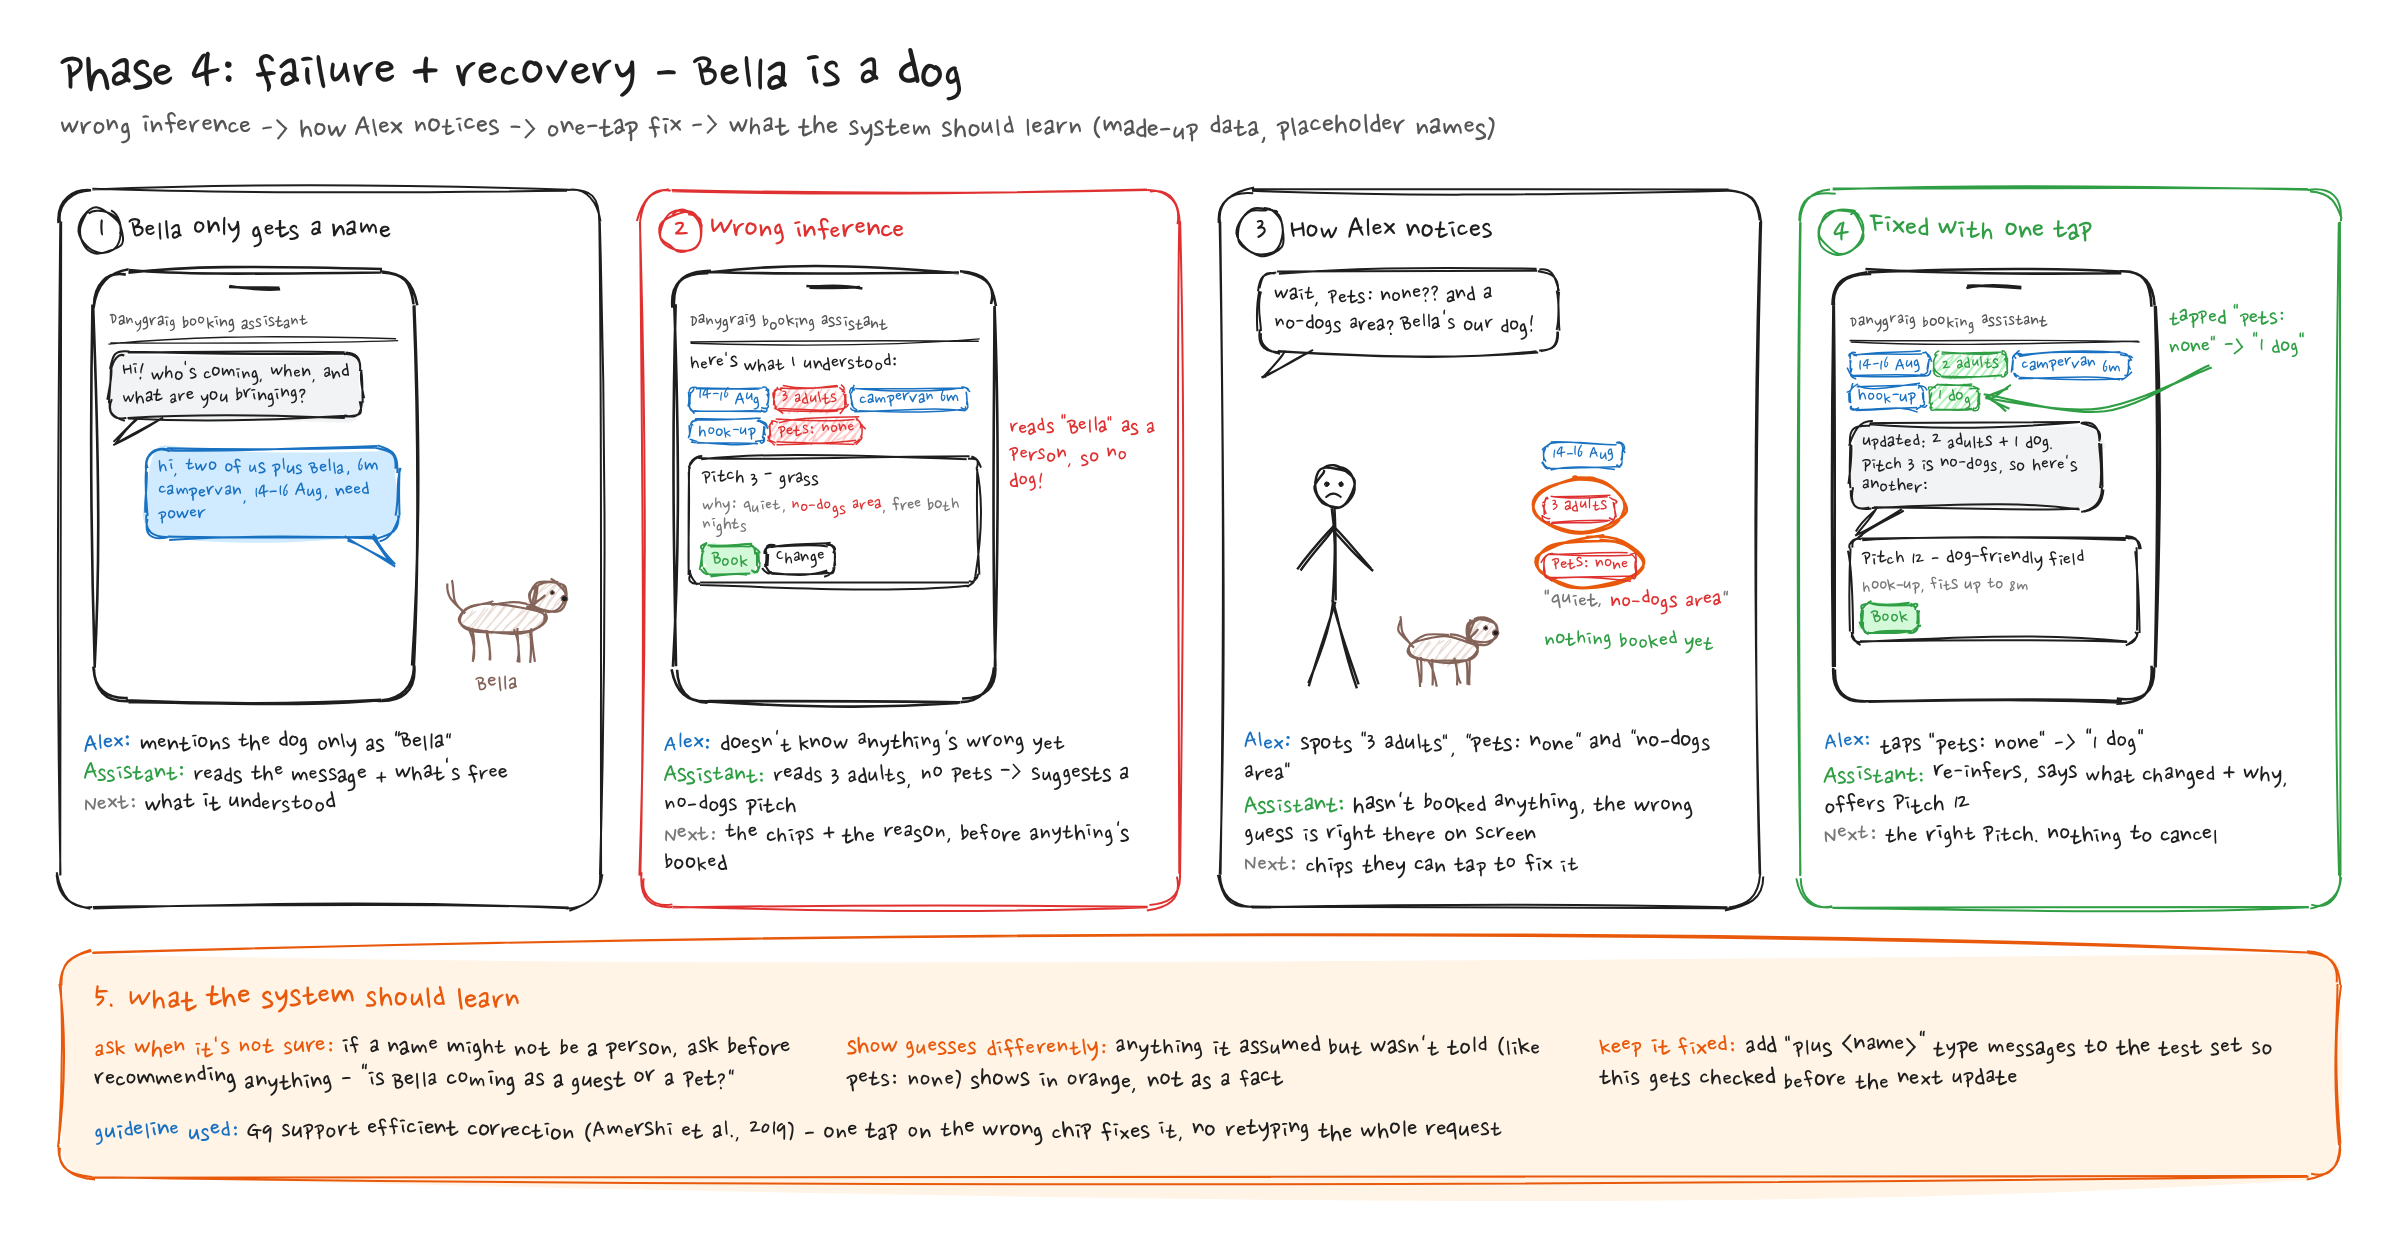 Phase 4: failure + recovery - Bella is a dog
wrong inference -> how Alex notices -> one-tap fix -> what the system should learn (made-up data, placeholder names)
1
Bella only gets a name
Danygraig booking assistant
Hi! who's coming, when, and
what are you bringing?
hi, two of us plus Bella, 6m
campervan, 14-16 Aug, need
power
Bella
Alex: mentions the dog only as "Bella"
Assistant: reads the message + what's free
Next: what it understood
2
Wrong inference
Danygraig booking assistant
here's what I understood:
14-16 Aug
3 adults
campervan 6m
hook-up
pets: none
Pitch 3 - grass
why: quiet, no-dogs area, free both
nights
Book
Change
reads "Bella" as a
person, so no
dog!
Alex: doesn't know anything's wrong yet
Assistant: reads 3 adults, no pets -> suggests a
no-dogs pitch
Next: the chips + the reason, before anything's
booked
3
How Alex notices
wait, pets: none?? and a
no-dogs area? Bella's our dog!
14-16 Aug
3 adults
pets: none
"quiet, no-dogs area"
nothing booked yet
Alex: spots "3 adults", "pets: none" and "no-dogs
area"
Assistant: hasn't booked anything, the wrong
guess is right there on screen
Next: chips they can tap to fix it
4
Fixed with one tap
Danygraig booking assistant
14-16 Aug
2 adults
campervan 6m
hook-up
1 dog
tapped "pets:
none" -> "1 dog"
updated: 2 adults + 1 dog.
Pitch 3 is no-dogs, so here's
another:
Pitch 12 - dog-friendly field
hook-up, fits up to 8m
Book
Alex: taps "pets: none" -> "1 dog"
Assistant: re-infers, says what changed + why,
offers Pitch 12
Next: the right pitch. nothing to cancel
5. What the system should learn
ask when it's not sure: if a name might not be a person, ask before
recommending anything - "is Bella coming as a guest or a pet?"
show guesses differently: anything it assumed but wasn't told (like
pets: none) shows in orange, not as a fact
keep it fixed: add "plus <name>" type messages to the test set so
this gets checked before the next update
guideline used: G9 support efficient correction (Amershi et al., 2019) - one tap on the wrong chip fixes it, no retyping the whole request